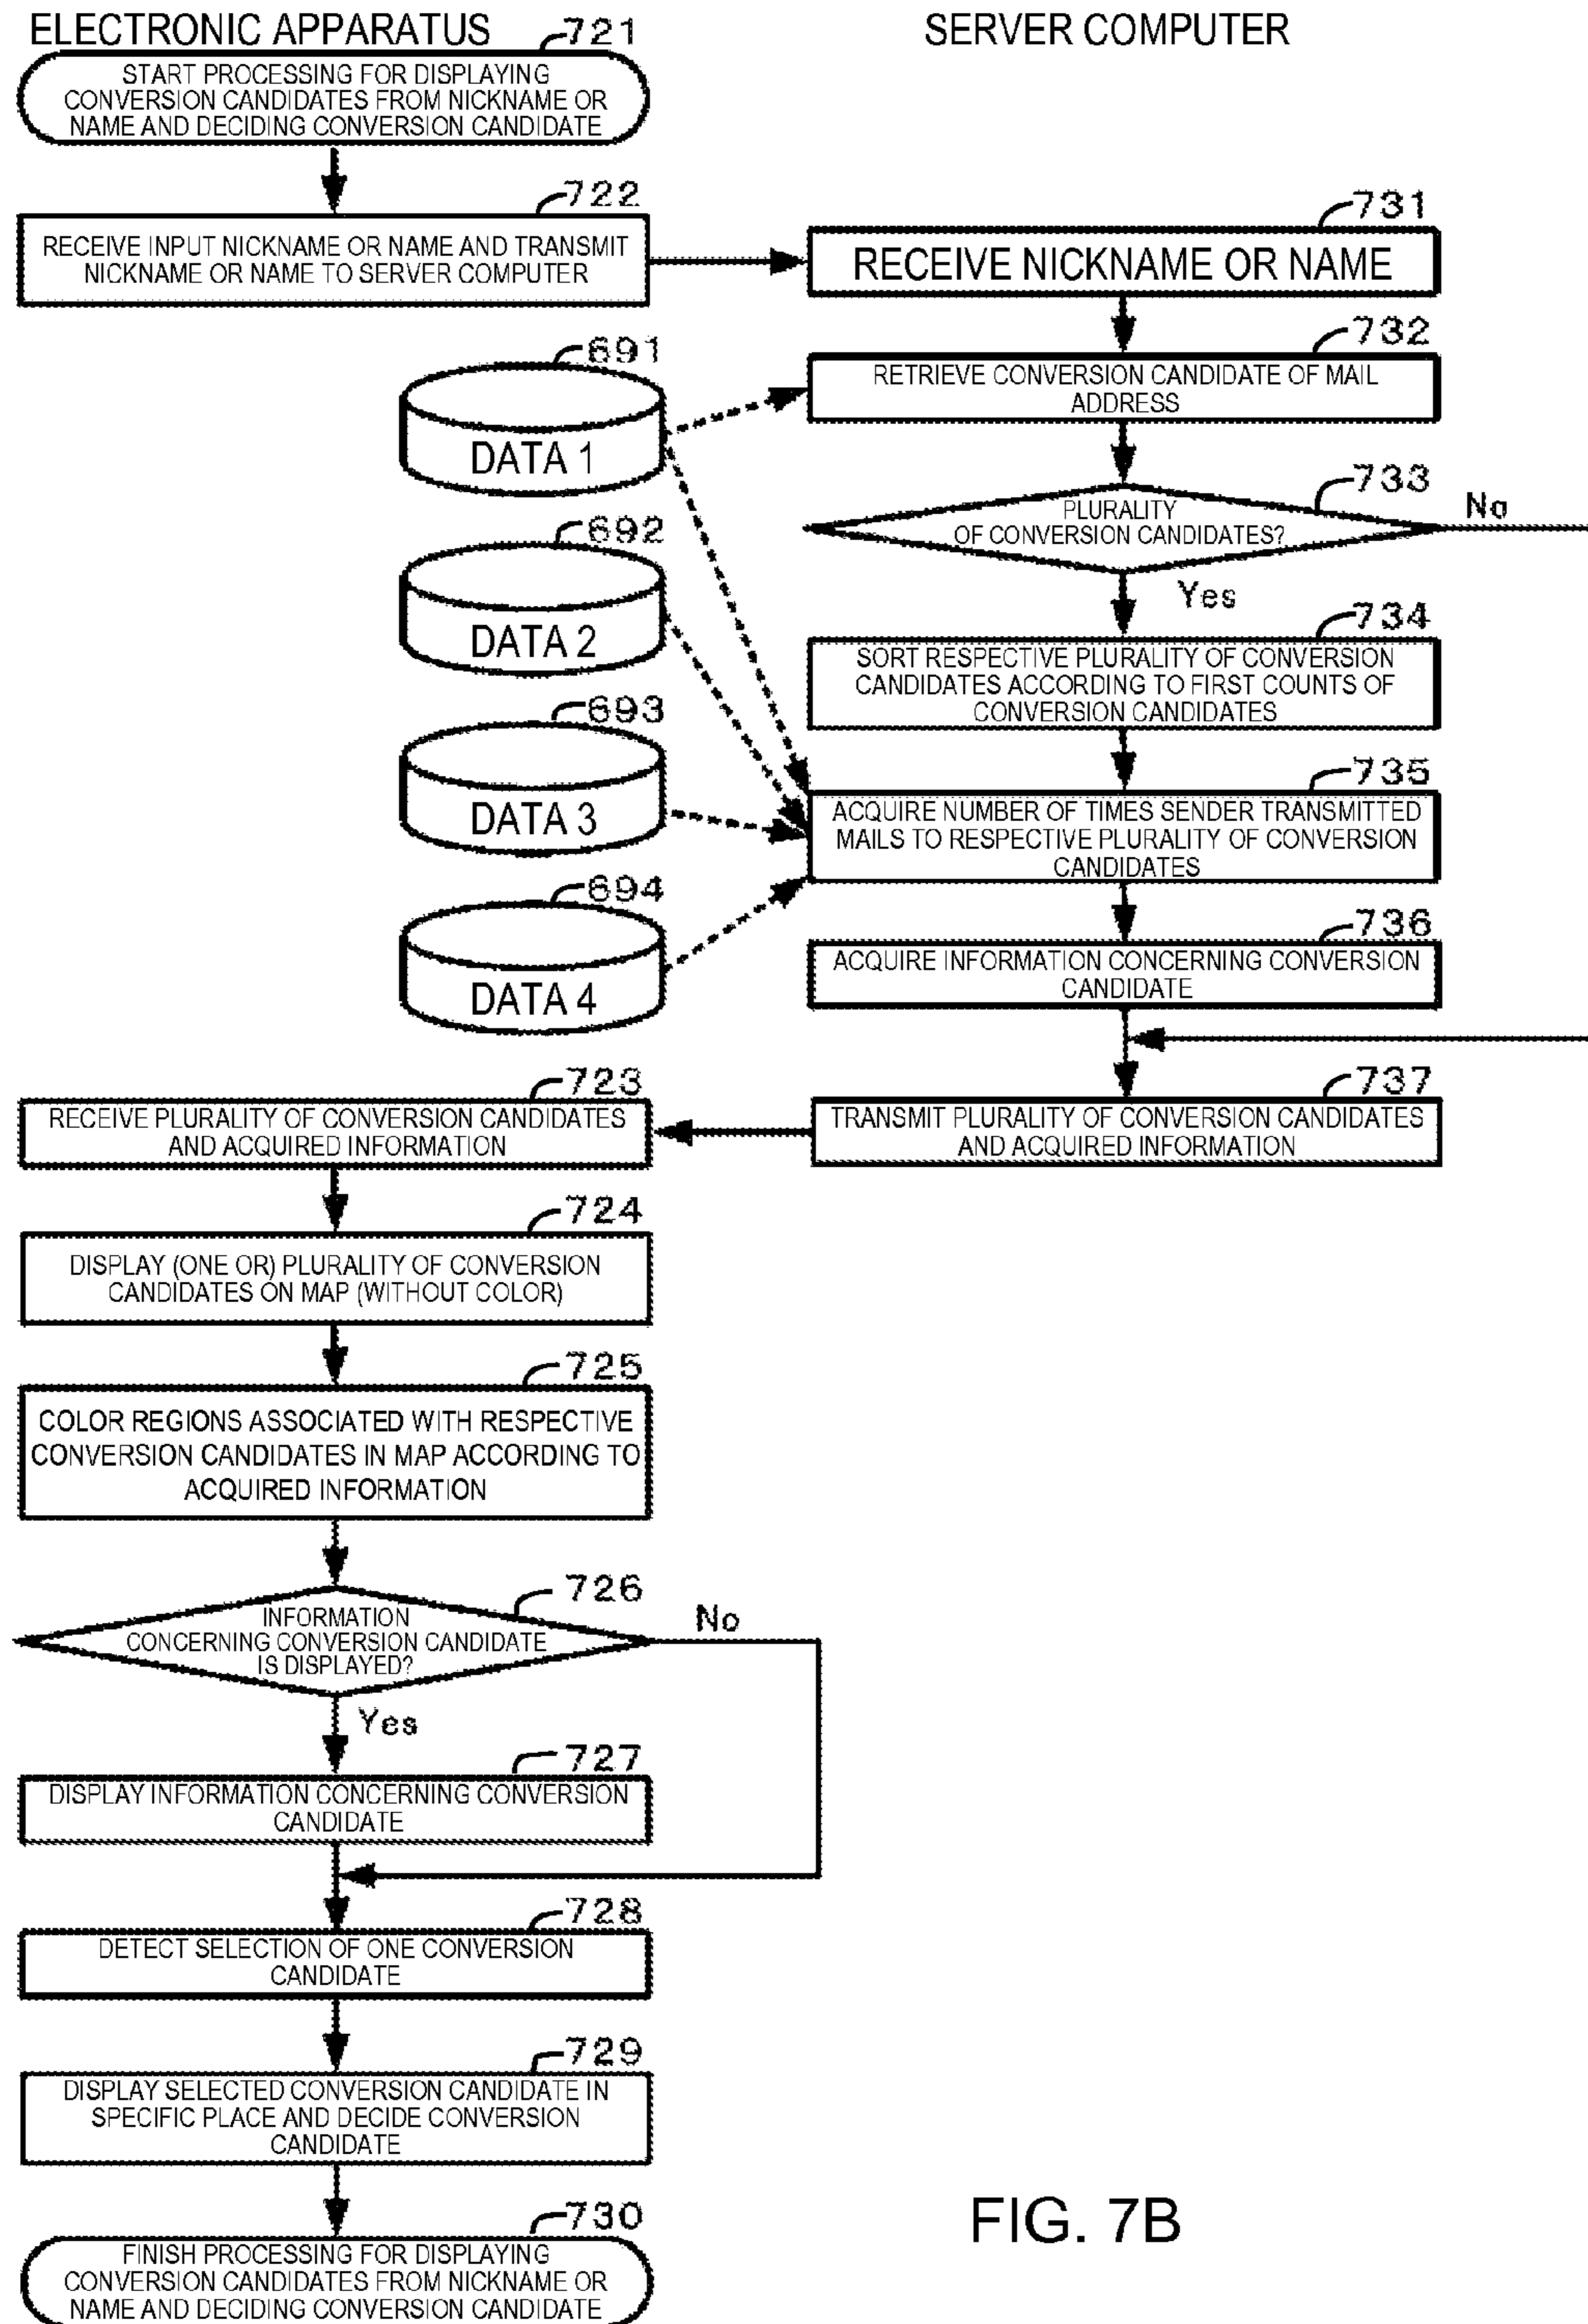 ELECTRONIC APPARATUS
SERVER COMPUTER
721
START PROCESSING FOR DISPLAYING
CONVERSION CANDIDATES FROM NICKNAME OR
NAME AND DECIDING CONVERSION CANDIDATE
722
RECEIVE INPUT NICKNAME OR NAME AND TRANSMIT
NICKNAME OR NAME TO SERVER COMPUTER
731
RECEIVE NICKNAME OR NAME
732
RETRIEVE CONVERSION CANDIDATE OF MAIL
ADDRESS
691
DATA 1
733
PLURALITY
OF CONVERSION CANDIDATES?
No
Yes
692
DATA 2
734
SORT RESPECTIVE PLURALITY OF CONVERSION
CANDIDATES ACCORDING TO FIRST COUNTS OF
CONVERSION CANDIDATES
693
DATA 3
735
ACQUIRE NUMBER OF TIMES SENDER TRANSMITTED
MAILS TO RESPECTIVE PLURALITY OF CONVERSION
CANDIDATES
694
DATA 4
736
ACQUIRE INFORMATION CONCERNING CONVERSION
CANDIDATE
737
TRANSMIT PLURALITY OF CONVERSION CANDIDATES
AND ACQUIRED INFORMATION
723
RECEIVE PLURALITY OF CONVERSION CANDIDATES
AND ACQUIRED INFORMATION
724
DISPLAY (ONE OR) PLURALITY OF CONVERSION
CANDIDATES ON MAP (WITHOUT COLOR)
725
COLOR REGIONS ASSOCIATED WITH RESPECTIVE
CONVERSION CANDIDATES IN MAP ACCORDING TO
ACQUIRED INFORMATION
726
INFORMATION
CONCERNING CONVERSION CANDIDATE
IS DISPLAYED?
No
Yes
727
DISPLAY INFORMATION CONCERNING CONVERSION
CANDIDATE
728
DETECT SELECTION OF ONE CONVERSION
CANDIDATE
729
DISPLAY SELECTED CONVERSION CANDIDATE IN
SPECIFIC PLACE AND DECIDE CONVERSION
CANDIDATE
730
FINISH PROCESSING FOR DISPLAYING
CONVERSION CANDIDATES FROM NICKNAME OR
NAME AND DECIDING CONVERSION CANDIDATE
FIG. 7B